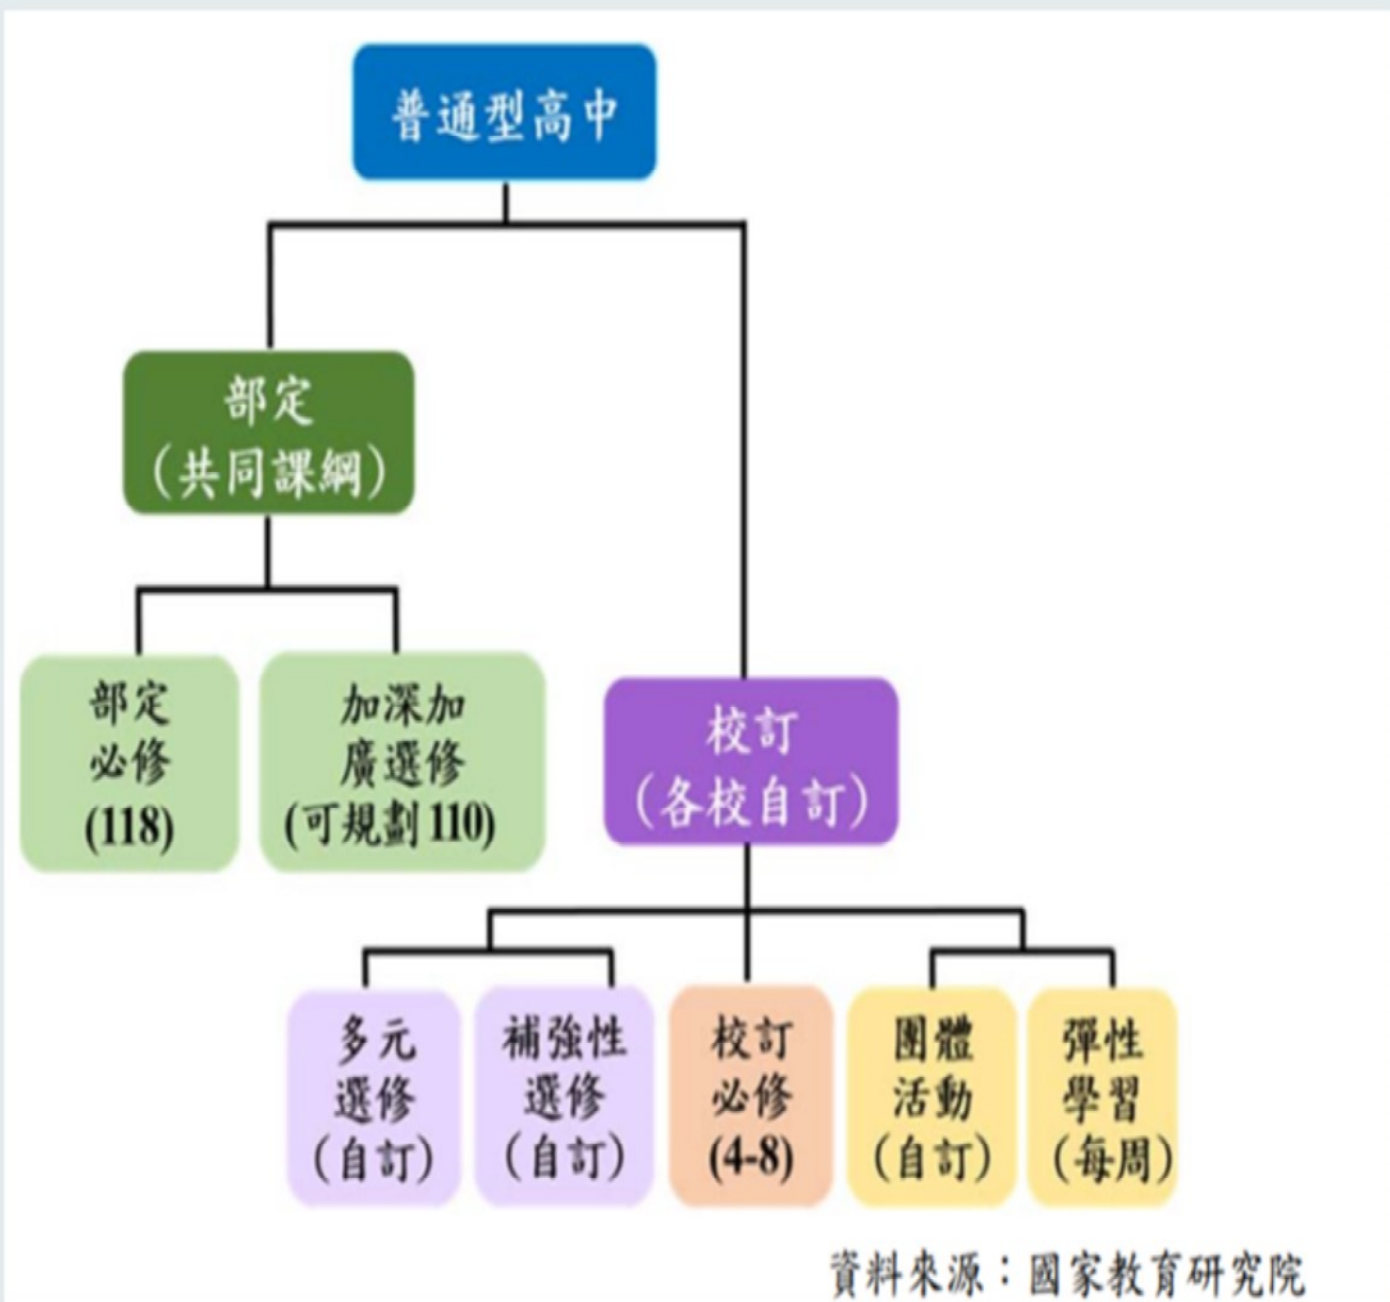 普通型高中
部定
（共同課綱）
部定
必修
(118)
加深加
廣選修
(可規劃110)
校訂
（各校自訂）
多元
選修
（自訂）
補強性
選修
（自訂）
校訂
必修
(4-8)
團體
活動
（自訂）
彈性
學習
（每周）
資料來源：國家教育研究院